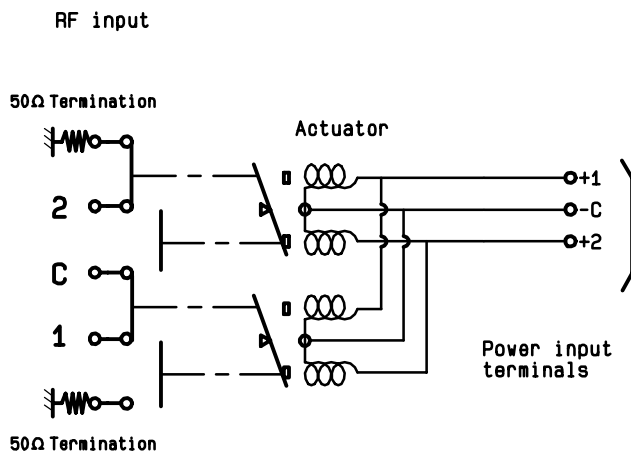 RF input
50Ω Termination
Actuator
+1
2
-C
+2
C
1
Power input
terminals
50Ω Termination